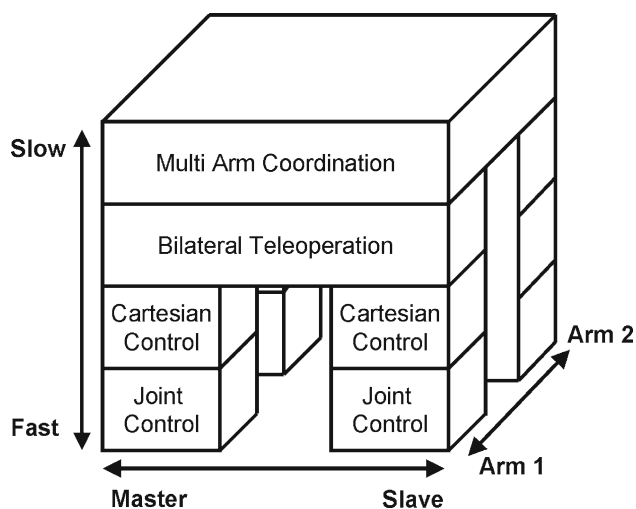 Slow
Multi Arm Coordination
Bilateral Teleoperation
Cartesian
Control
Cartesian
Control
Arm 2
Joint
Control
Joint
Control
Fast
Arm 1
Master
Slave